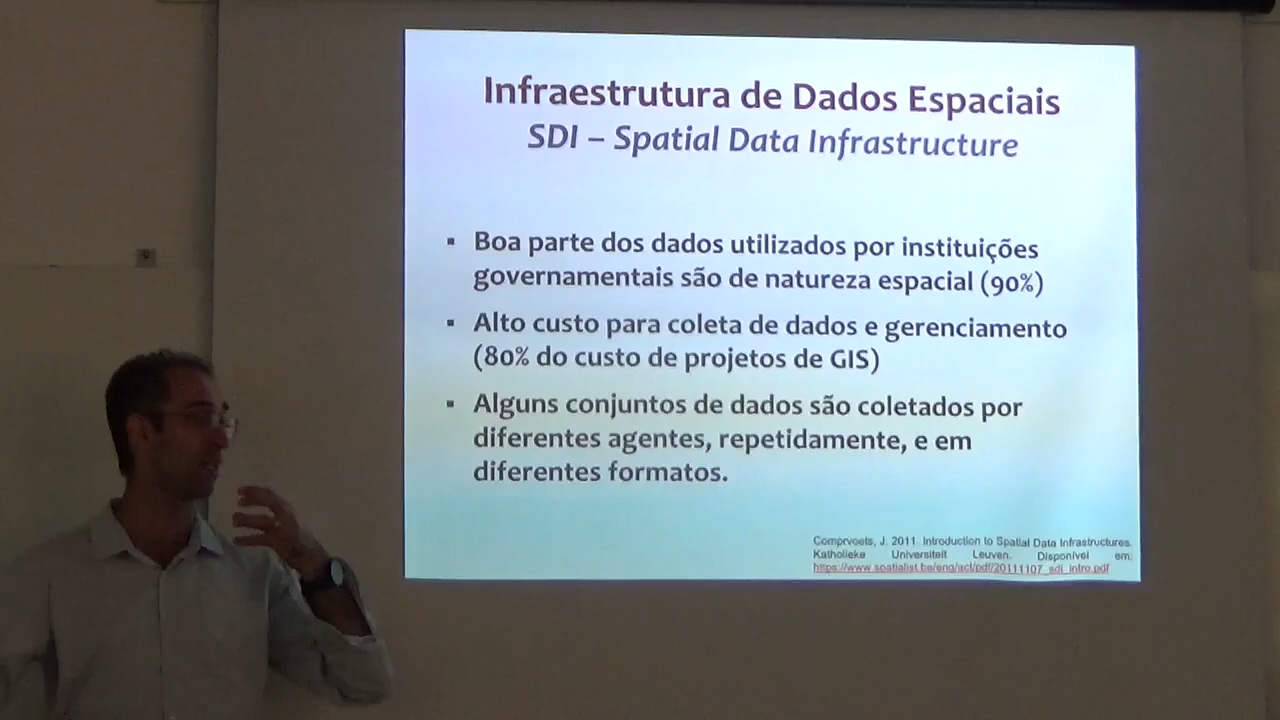 Infraestrutura de Dados Espaciais
SDI – Spatial Data Infrastructure
▪ Boa parte dos dados utilizados por instituições
governamentais são de natureza espacial (90%)
▪ Alto custo para coleta de dados e gerenciamento
(80% do custo de projetos de GIS)
▪ Alguns conjuntos de dados são coletados por
diferentes agentes, repetidamente, e em
diferentes formatos.
Comprvoets, J. 2011. Introduction to Spatial Data Infrastructures.
Katholieke Universiteit Leuven. Disponível em:
https://www.spatialist.be/eng/act/pdf/20111107_sdi_intro.pdf